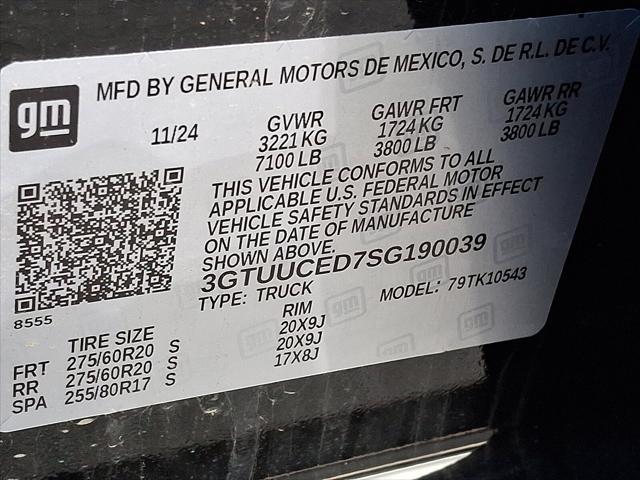 gm
MFD BY GENERAL MOTORS DE MEXICO, S. DE R.L. DE C.V.
11/24
GVWR GAWR FRT GAWR RR
3221 KG 1724 KG 1724 KG
7100 LB 3800 LB 3800 LB
THIS VEHICLE CONFORMS TO ALL
APPLICABLE U.S. FEDERAL MOTOR
VEHICLE SAFETY STANDARDS IN EFFECT
ON THE DATE OF MANUFACTURE
SHOWN ABOVE.
3GTUUCED7SG190039
TYPE: TRUCK MODEL: 79TK10543
8555
TIRE SIZE RIM
FRT 275/60R20 S 20X9J
RR 275/60R20 S 20X9J
SPA 255/80R17 S 17X8J